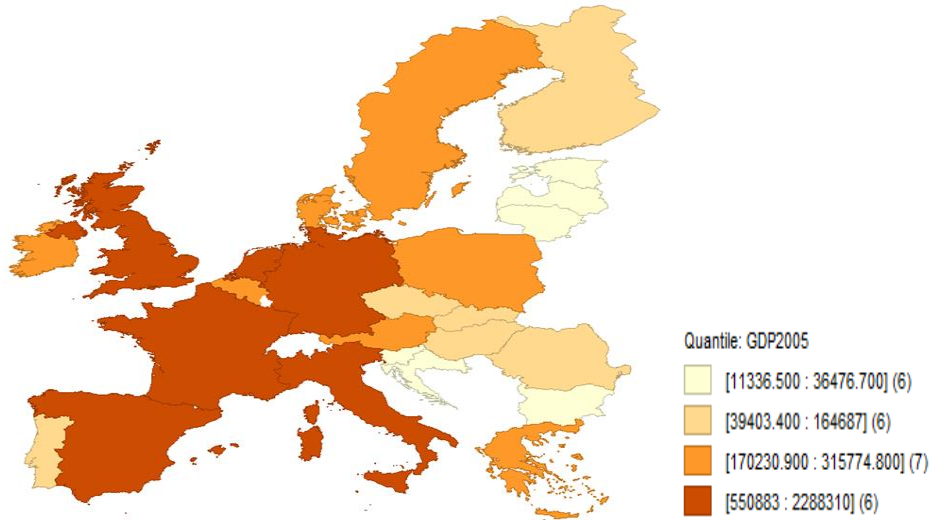 Quantile: GDP2005
[11336.500 : 36476.700] (6)
[39403.400 : 164687] (6)
[170230.900 : 315774.800] (7)
[550883 : 2288310] (6)